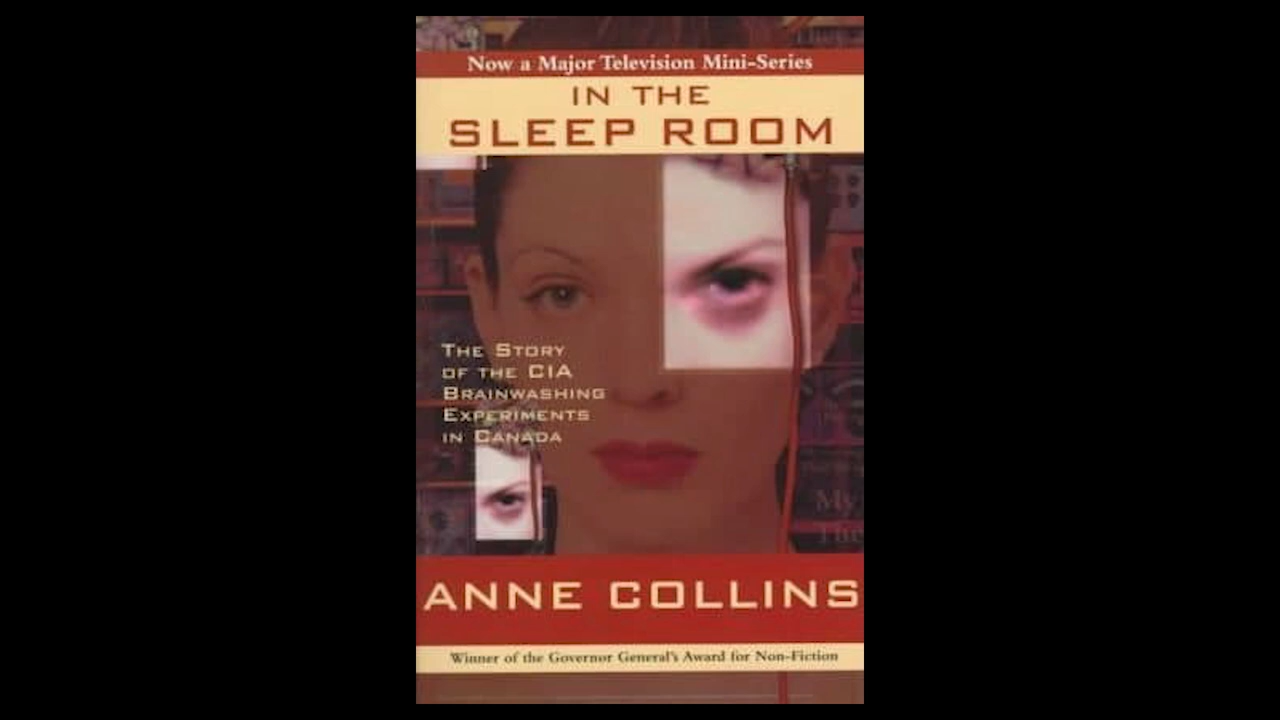 Now a Major Television Mini-Series
IN THE
SLEEP ROOM
THE STORY
OF THE CIA
BRAINWASHING
EXPERIMENTS
IN CANADA
My
ANNE COLLINS
Winner of the Governor General's Award for Non-Fiction